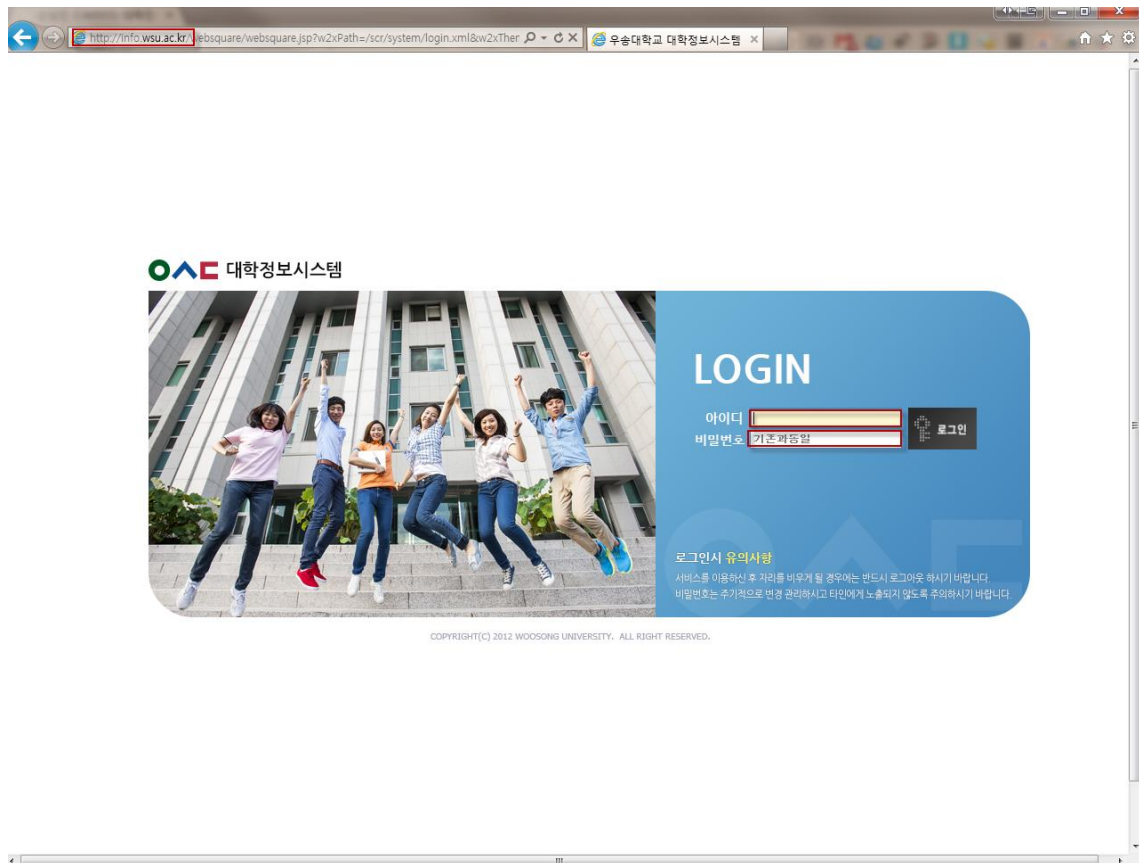 http://info.wsu.ac.kr/websquare/websquare.jsp?w2xPath=/scr/system/login.xml&w2xTher
우송대학교 대학정보시스템
대학정보시스템
LOGIN
아이디
비밀번호 기존과동일
로그인
로그인시 유의사항
서비스를 이용하신 후 자리를 비우게 될 경우에는 반드시 로그아웃 하시기 바랍니다.
비밀번호는 주기적으로 변경 관리하시고 타인에게 노출되지 않도록 주의하시기 바랍니다.
COPYRIGHT(C) 2012 WOOSONG UNIVERSITY. ALL RIGHT RESERVED.